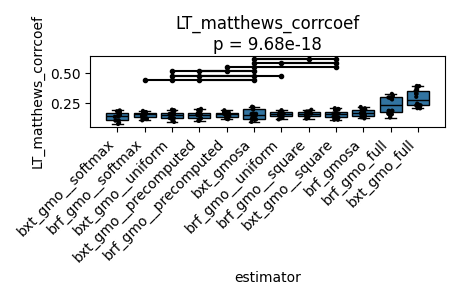 LT_matthews_corrcoef
p = 9.68e-18
LT_matthews_corrcoef
0.50
0.25
bxt_gmo__softmax
brf_gmo__softmax
bxt_gmo__uniform
bxt_gmo__precomputed
brf_gmo__precomputed
bxt_gmosa
brf_gmo__uniform
brf_gmo__square
bxt_gmo__square
brf_gmosa
brf_gmo_full
bxt_gmo_full
estimator